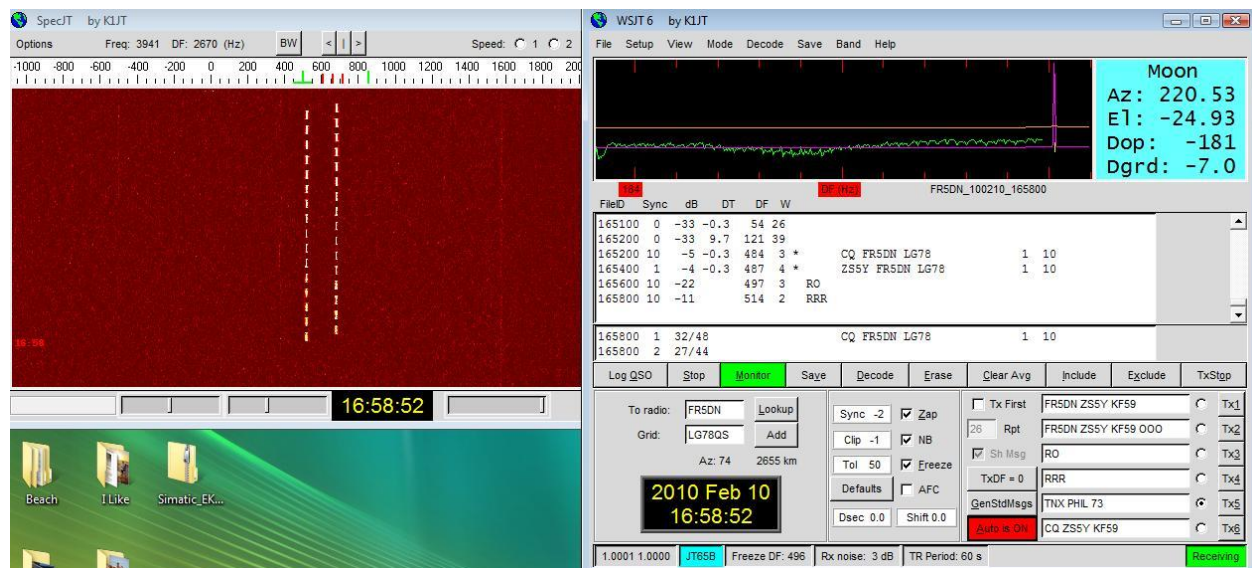 SpecJT by K1JT
Options Freq: 3941 DF: 2670 (Hz) BW < | > Speed: 1 2
-1000 -800 -600 -400 -200 0 200 400 600 800 1000 1200 1400 1600 1800 200
16:58
16:58:52
Beach
I Like
Simatic_EK...
WSJT 6 by K1JT
File Setup View Mode Decode Save Band Help
Moon
Az: 220.53
El: -24.93
Dop: -181
Dgrd: -7.0
184 DF (Hz) FR5DN_100210_165800
FileID Sync dB DT DF W
165100 0 -33 -0.3 54 26
165200 0 -33 9.7 121 39
165200 10 -5 -0.3 484 3 * CQ FR5DN LG78 1 10
165400 1 -4 -0.3 487 4 * ZS5Y FR5DN LG78 1 10
165600 10 -22 497 3 RO
165800 10 -11 514 2 RRR
165800 1 32/48 CQ FR5DN LG78 1 10
165800 2 27/44
Log QSO Stop Monitor Save Decode Erase Clear Avg Include Exclude TxStop
To radio: FR5DN Lookup
Grid: LG78QS Add
Az: 74 2655 km
2010 Feb 10
16:58:52
Sync -2 Zap
Clip -1 NB
Tol 50 Freeze
Defaults AFC
Dsec 0.0 Shift 0.0
Tx First FR5DN ZS5Y KF59 Tx1
26 Rpt FR5DN ZS5Y KF59 OOO Tx2
Sh Msg RO Tx3
TxDF = 0 RRR Tx4
GenStdMsgs TNX PHIL 73 Tx5
Auto is ON CQ ZS5Y KF59 Tx6
1.0001 1.0000 JT65B Freeze DF: 496 Rx noise: 3 dB TR Period: 60 s Receiving